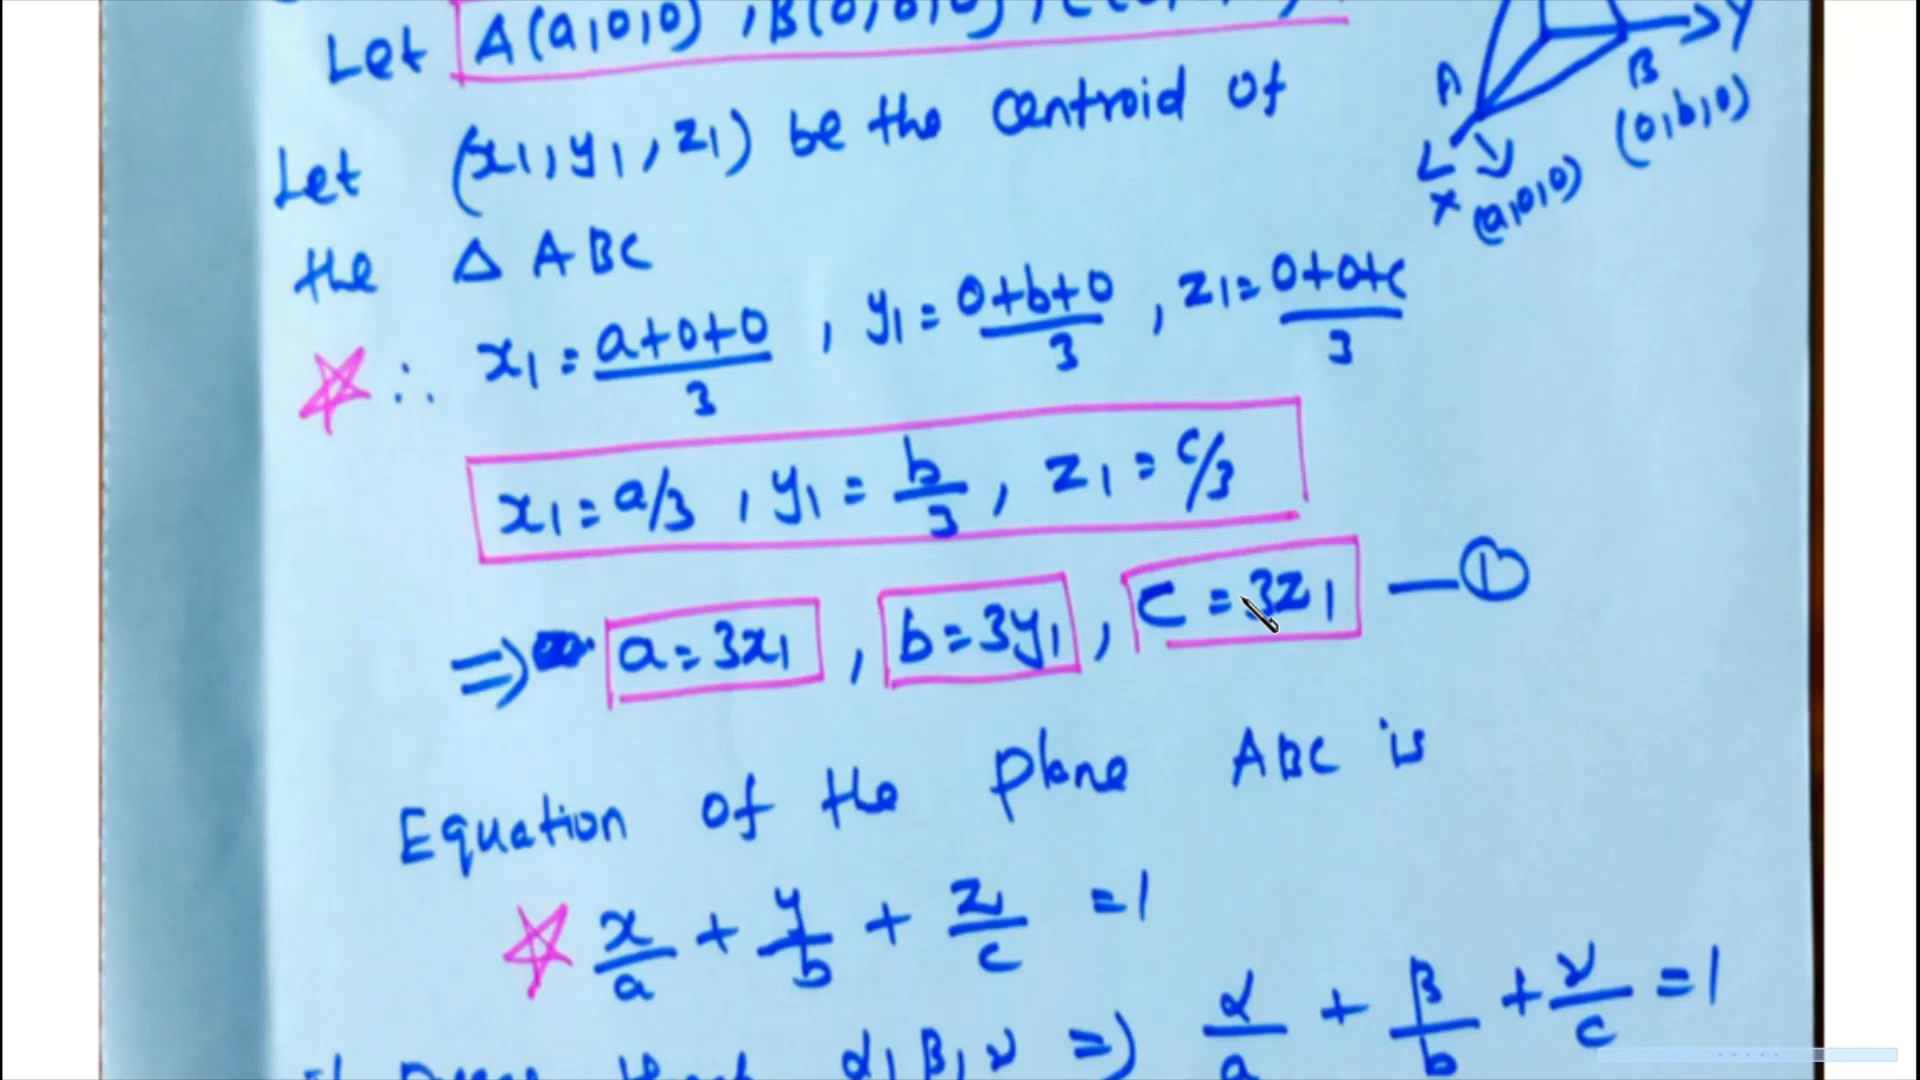 Let A(a,0,0), B(0,b,0), C
Let (x1, y1, z1) be the centroid of
the Δ ABC
∴ x1 = a+0+0/3, y1 = 0+b+0/3, z1 = 0+0+c/3
x1 = a/3, y1 = b/3, z1 = c/3
⇒ a = 3x1, b = 3y1, c = 3z1 — ①
Equation of the plane ABC is
x/a + y/b + z/c = 1
α, β, γ ⇒ α/a + β/b + γ/c = 1
Y
A
B
(0,b,0)
X
(a,0,0)